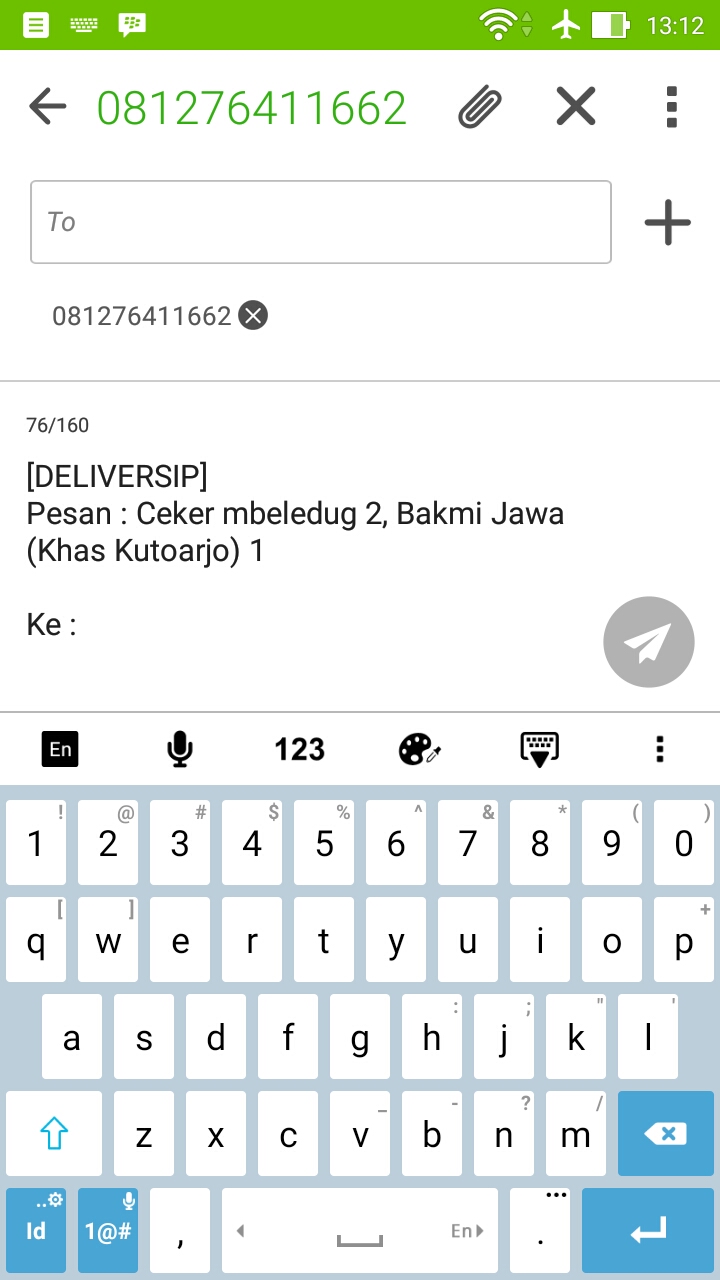 13:12
081276411662
To
081276411662
76/160
[DELIVERSIP]
Pesan : Ceker mbeledug 2, Bakmi Jawa
(Khas Kutoarjo) 1
Ke :
En 123
! @ # $ % ^ & * ( )
1 2 3 4 5 6 7 8 9 0
[ ] +
q w e r t y u i o p
: ; " '
a s d f g h j k l
_ - ? /
z x c v b n m
Id 1@# , En . ...